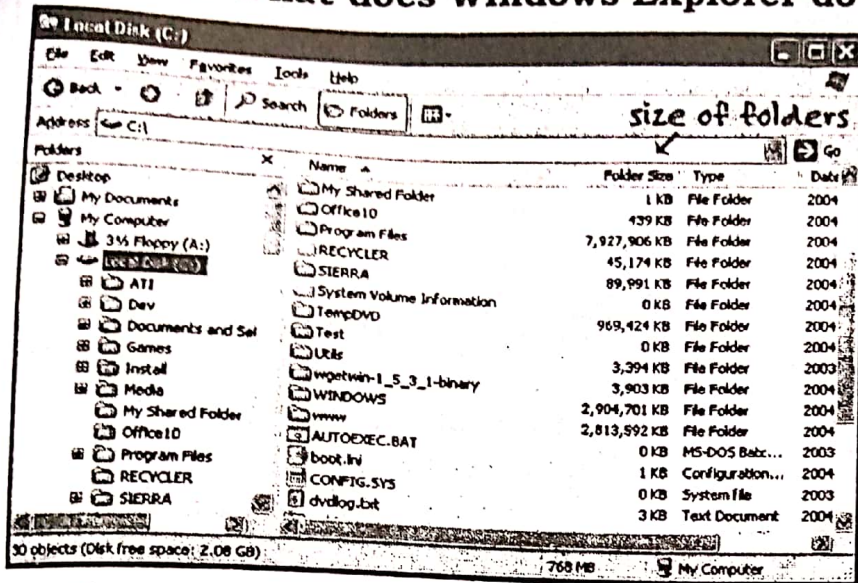 hat does Windows Explorer do
Local Disk (C:)
File Edit View Favorites Tools Help
Back Search Folders
size of folders
Address C:\ Go
Folders
Desktop
My Documents
My Computer
3½ Floppy (A:)
Local Disk (C:)
ATI
Dev
Documents and Set
Games
Install
Media
My Shared Folder
Office10
Program Files
RECYCLER
SIERRA
Name Folder Size Type Date
My Shared Folder 1 KB File Folder 2004
Office10 439 KB File Folder 2004
Program Files 7,927,906 KB File Folder 2004
RECYCLER 45,174 KB File Folder 2004
SIERRA 89,991 KB File Folder 2004
System Volume Information 0 KB File Folder 2004
TempDVD 969,424 KB File Folder 2004
Test 0 KB File Folder 2004
Utils 3,394 KB File Folder 2003
wgetwin-1_5_3_1-binary 3,903 KB File Folder 2004
WINDOWS 2,904,701 KB File Folder 2004
www 2,813,592 KB File Folder 2004
AUTOEXEC.BAT 0 KB MS-DOS Batc... 2003
boot.ini 1 KB Configuration... 2004
CONFIG.SYS 0 KB System file 2003
dvdlog.txt 3 KB Text Document 2004
30 objects (Disk free space: 2.08 GB) 768 MB My Computer